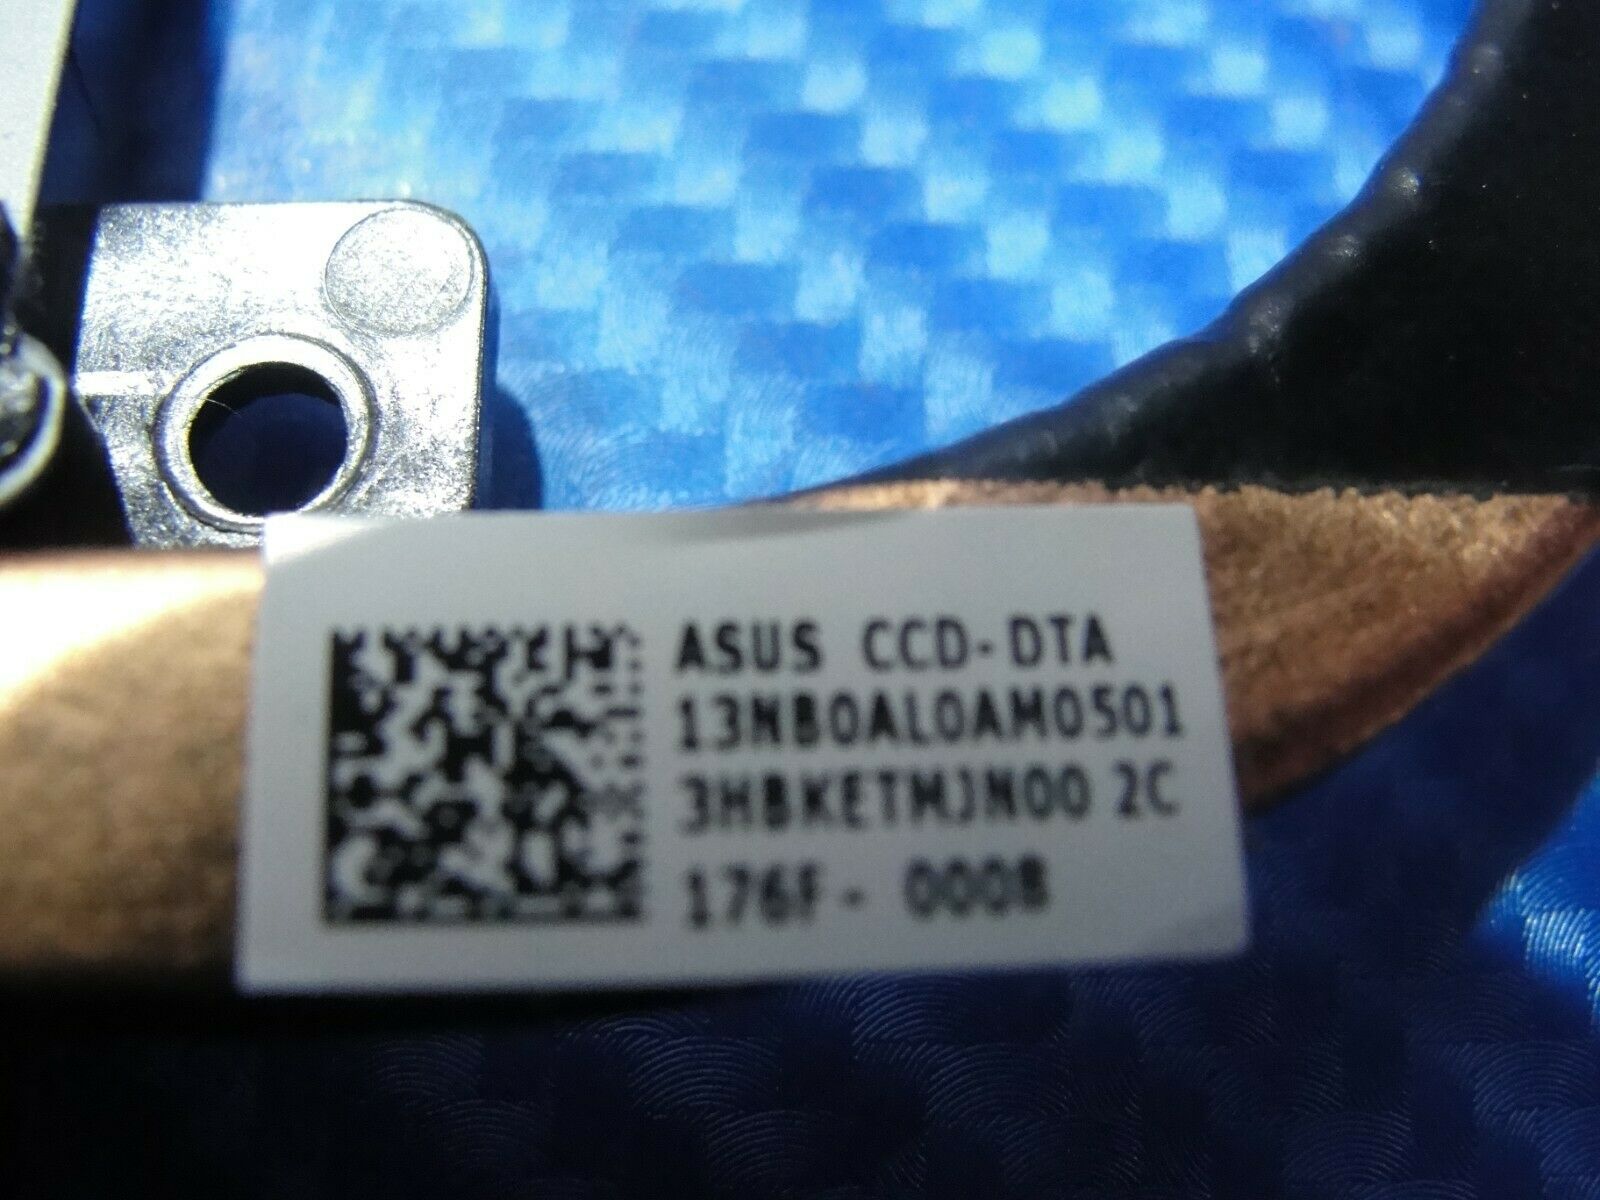 ASUS CCD-DTA
13NB0AL0AM0501
3HBKETMJN00 2C
176F- 0008